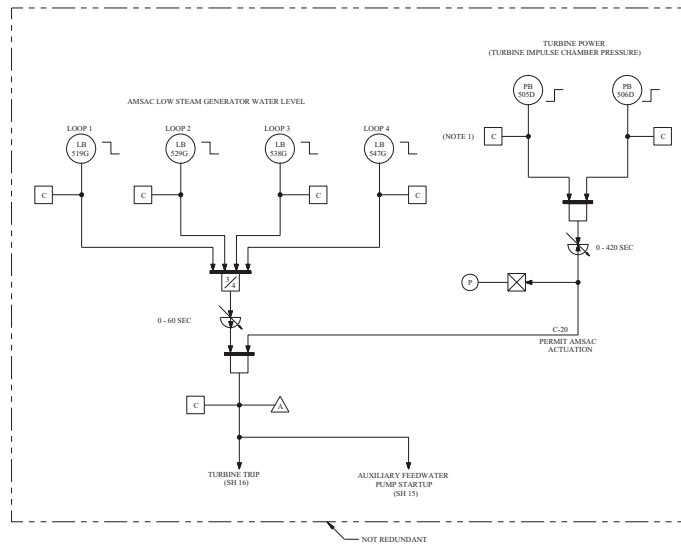 TURBINE POWER
(TURBINE IMPULSE CHAMBER PRESSURE)
PB
505D
PB
506D
AMSAC LOW STEAM GENERATOR WATER LEVEL
LOOP 1
LOOP 2
LOOP 3
LOOP 4
(NOTE 1)
C
C
LB
519G
LB
529G
LB
538G
LB
547G
C
C
C
C
0 - 420 SEC
3/4
P
0 - 60 SEC
C-20
PERMIT AMSAC
ACTUATION
C
A
TURBINE TRIP
(SH 16)
AUXILIARY FEEDWATER
PUMP STARTUP
(SH 15)
NOT REDUNDANT